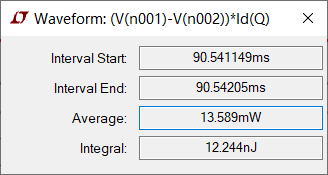 Waveform: (V(n001)-V(n002))*Id(Q)
Interval Start: 90.541149ms
Interval End: 90.54205ms
Average: 13.589mW
Integral: 12.244nJ